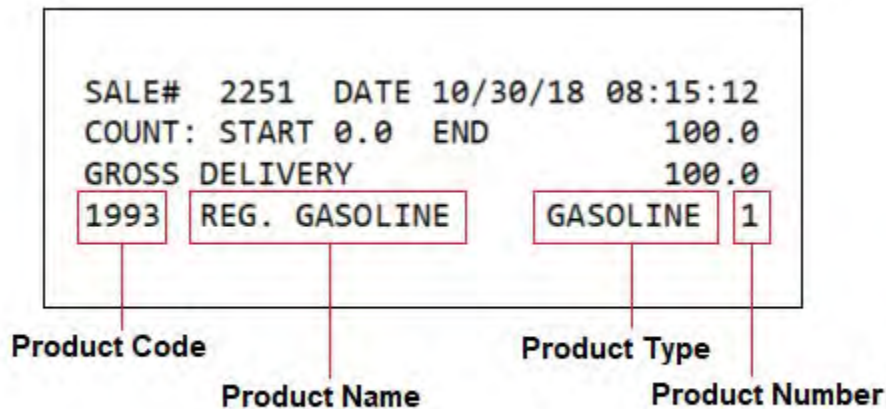 SALE# 2251 DATE 10/30/18 08:15:12
COUNT: START 0.0 END 100.0
GROSS DELIVERY 100.0
1993 REG. GASOLINE GASOLINE 1
Product Code
Product Type
Product Name
Product Number